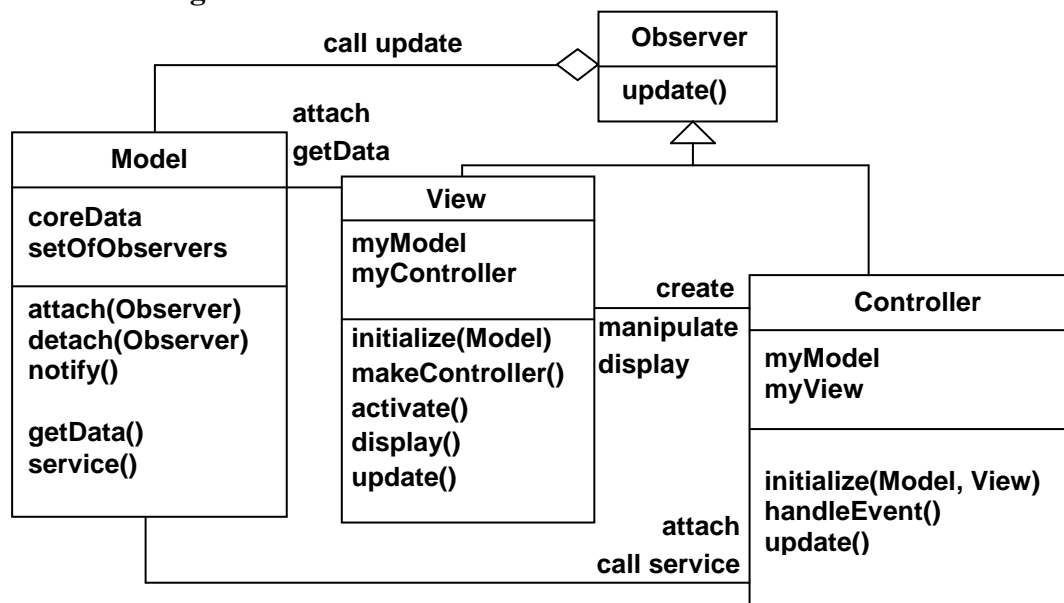 call update
Observer
update()
attach
getData
Model
coreData
setOfObservers
attach(Observer)
detach(Observer)
notify()
getData()
service()
View
myModel
myController
initialize(Model)
makeController()
activate()
display()
update()
create
manipulate
display
Controller
myModel
myView
initialize(Model, View)
handleEvent()
update()
attach
call service